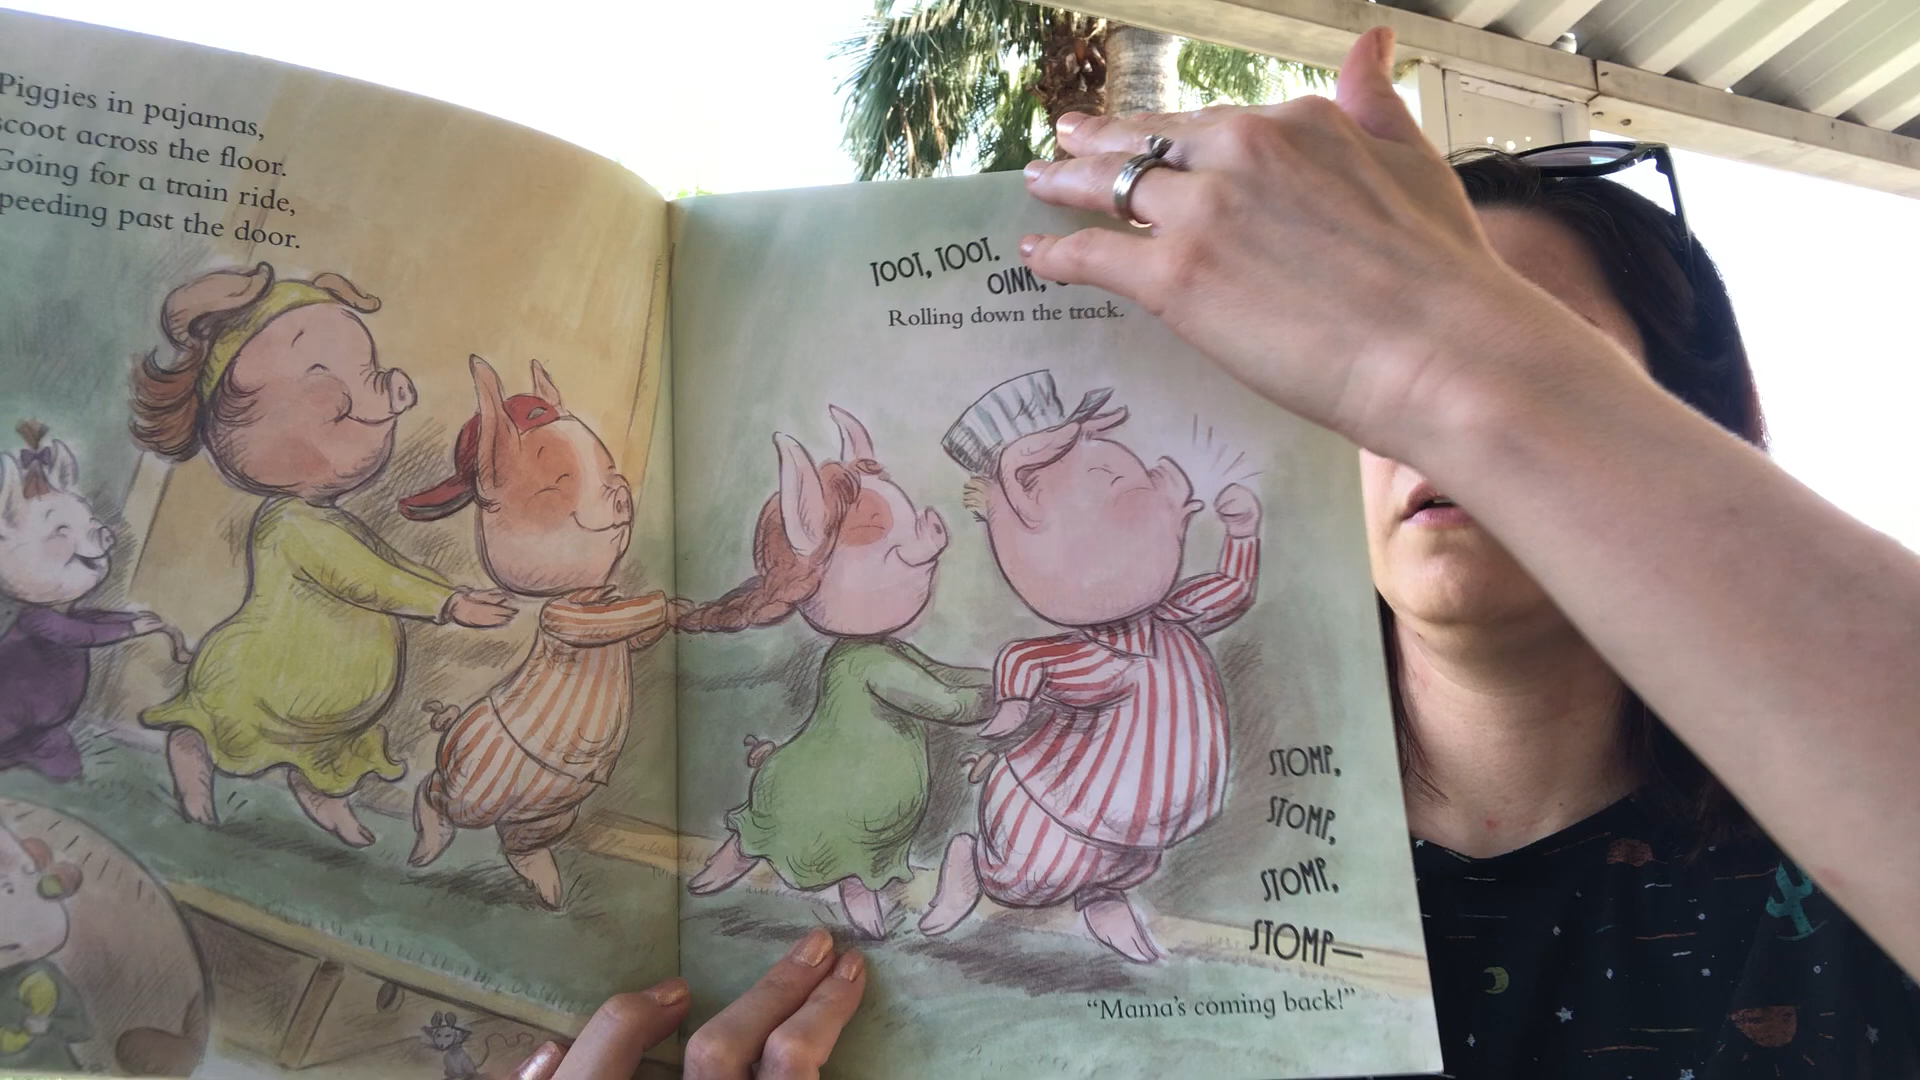 Piggies in pajamas,
scoot across the floor.
Going for a train ride,
speeding past the door.
TOOT, TOOT.
OINK,
Rolling down the track.
STOMP,
STOMP,
STOMP,
STOMP—
“Mama’s coming back!”